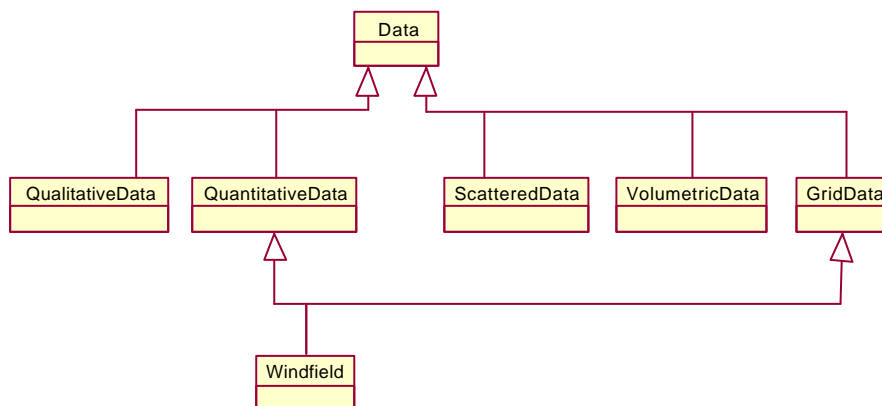 Data
QualitativeData
QuantitativeData
ScatteredData
VolumetricData
GridData
Windfield